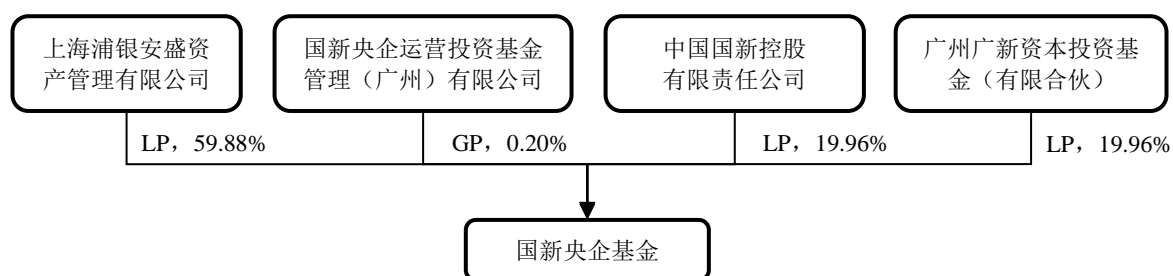 上海浦银安盛资
产管理有限公司
国新央企运营投资基金
管理（广州）有限公司
中国国新控股
有限责任公司
广州广新资本投资基
金（有限合伙）
LP，59.88%
GP，0.20%
LP，19.96%
LP，19.96%
国新央企基金